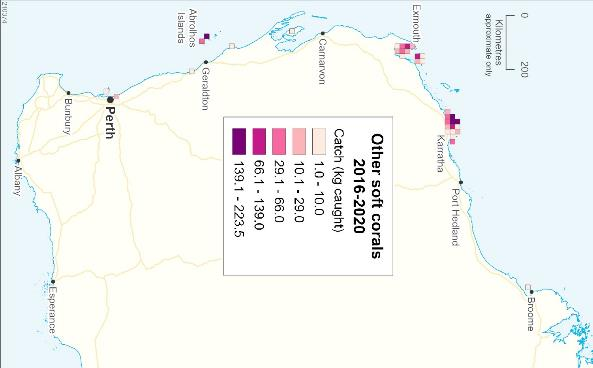 Other soft corals
2016-2020
Catch (kg caught)
1.0 - 10.0
10.1 - 29.0
29.1 - 66.0
66.1 - 139.0
139.1 - 223.5
0
200
Kilometres
approximate only
Broome
Port Hedland
Karratha
Exmouth
Carnarvon
Abrolhos
Islands
Geraldton
Perth
Bunbury
Albany
Esperance